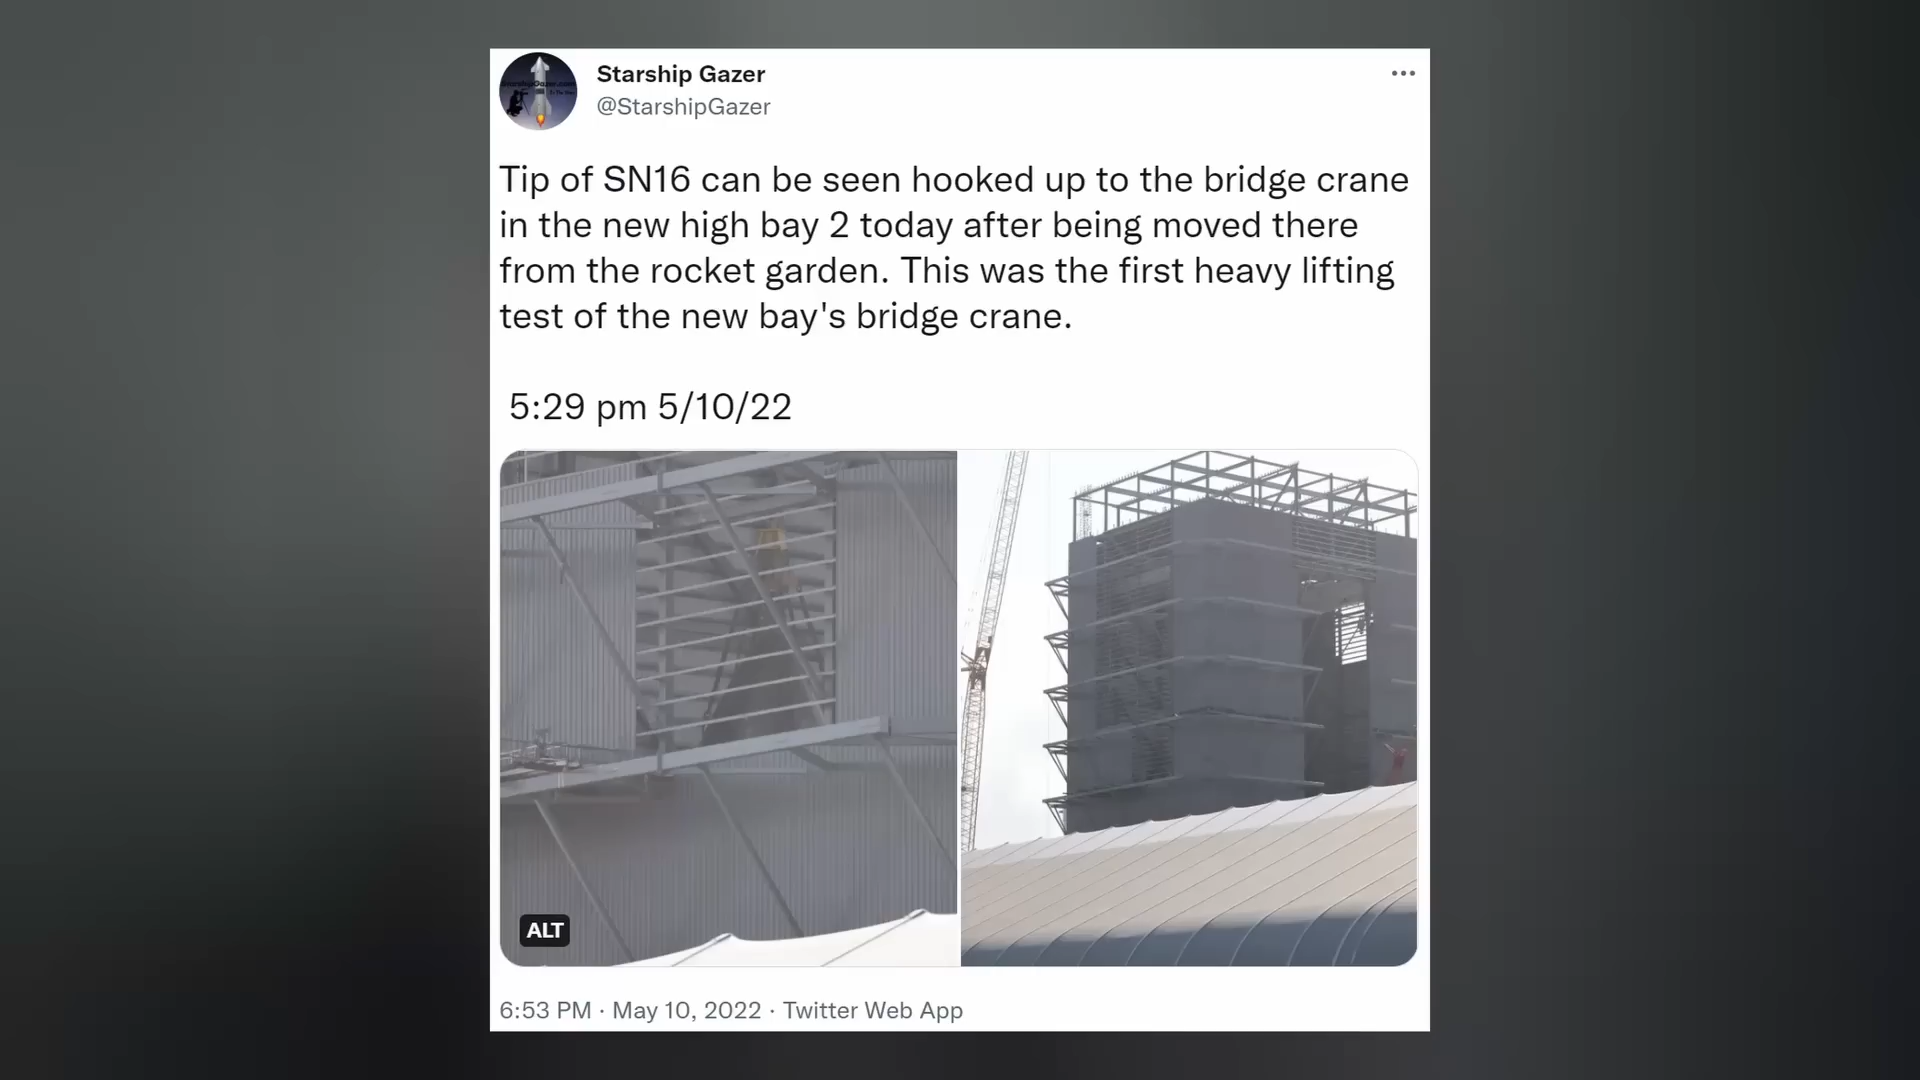 Starship Gazer
@StarshipGazer
Tip of SN16 can be seen hooked up to the bridge crane
in the new high bay 2 today after being moved there
from the rocket garden. This was the first heavy lifting
test of the new bay's bridge crane.
5:29 pm 5/10/22
ALT
6:53 PM · May 10, 2022 · Twitter Web App